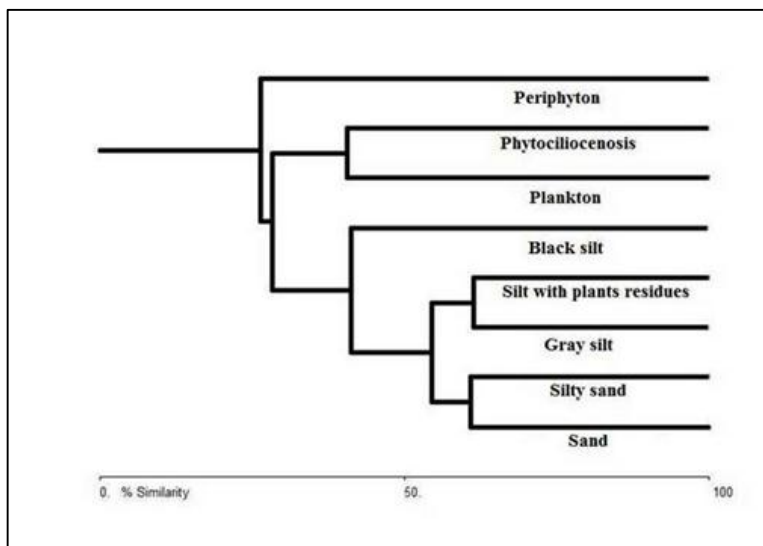 Periphyton
Phytociliocenosis
Plankton
Black silt
Silt with plants residues
Gray silt
Silty sand
Sand
0. % Similarity 50. 100